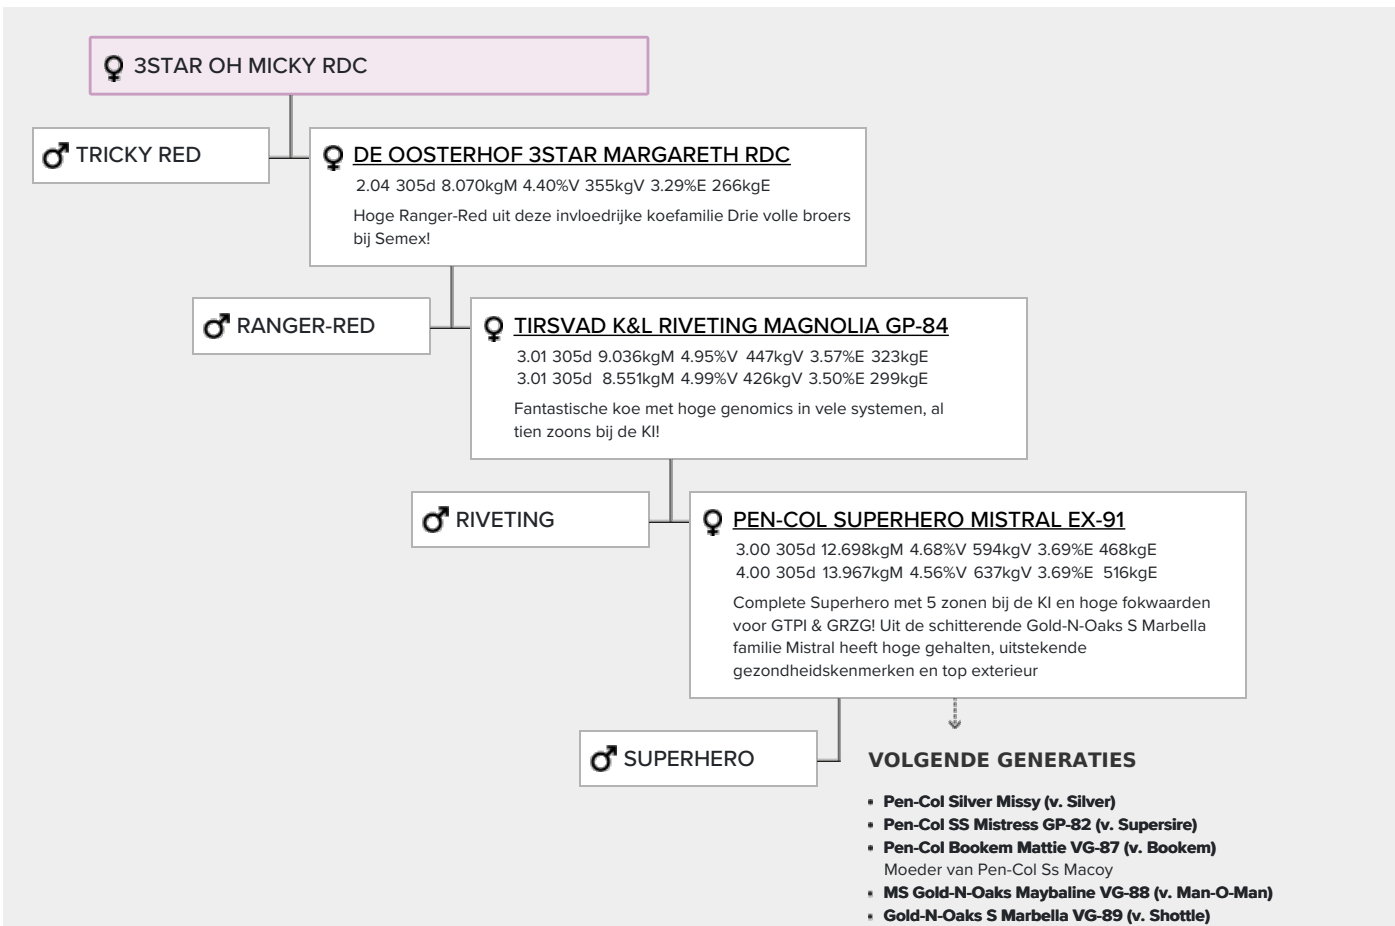 3STAR OH MICKY RDC
TRICKY RED
DE OOSTERHOF 3STAR MARGARETH RDC
2.04 305d 8.070kgM 4.40%V 355kgV 3.29%E 266kgE
Hoge Ranger-Red uit deze invloedrijke koefamilie Drie volle broers
bij Semex!
RANGER-RED
TIRSVAD K&L RIVETING MAGNOLIA GP-84
3.01 305d 9.036kgM 4.95%V 447kgV 3.57%E 323kgE
3.01 305d 8.551kgM 4.99%V 426kgV 3.50%E 299kgE
Fantastische koe met hoge genomics in vele systemen, al
tien zoons bij de KI!
RIVETING
PEN-COL SUPERHERO MISTRAL EX-91
3.00 305d 12.698kgM 4.68%V 594kgV 3.69%E 468kgE
4.00 305d 13.967kgM 4.56%V 637kgV 3.69%E 516kgE
Complete Superhero met 5 zonen bij de KI en hoge fokwaarden
voor GTPI & GRZG! Uit de schitterende Gold-N-Oaks S Marbella
familie Mistral heeft hoge gehalten, uitstekende
gezondheidskenmerken en top exterieur
SUPERHERO
VOLGENDE GENERATIES
• Pen-Col Silver Missy (v. Silver)
• Pen-Col SS Mistress GP-82 (v. Supersire)
• Pen-Col Bookem Mattie VG-87 (v. Bookem)
Moeder van Pen-Col Ss Macoy
• MS Gold-N-Oaks Maybaline VG-88 (v. Man-O-Man)
• Gold-N-Oaks S Marbella VG-89 (v. Shottle)